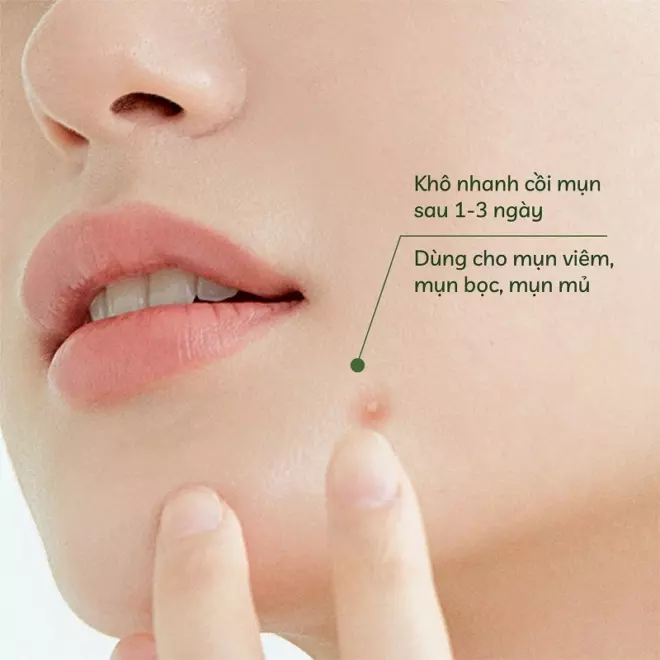 Khô nhanh cồi mụn
sau 1-3 ngày
Dùng cho mụn viêm,
mụn bọc, mụn mủ